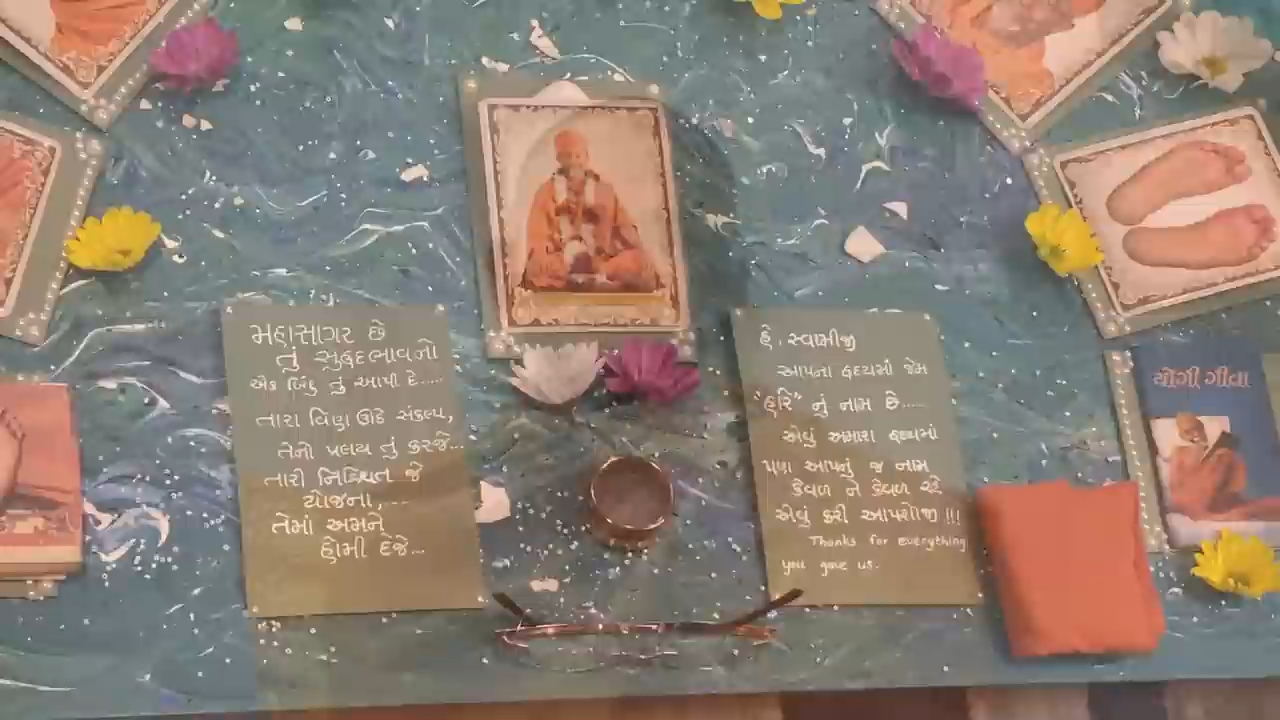 મહાસાગર છે
તું સુહૃદભાવનો
એક બિંદુ તું આપી દે.....
તારા વિણ ઊઠે સંકલ્પ,
તેનો પ્રલય તું કરજે...
તારી નિશ્ચિત જે
યોજના,....
તેમાં અમને
હોમી દેજે...
હે. સ્વામીજી
આપના હૃદયમાં જેમ
"હરિ" નું નામ છે.....
એવું અમારા હૃદયમાં
પણ આપનું જ નામ
કેવળ ને કેવળ રહે
એવું કરી આપશોજી !!!
Thanks for everything
you gave us.
યોગી ગીતા